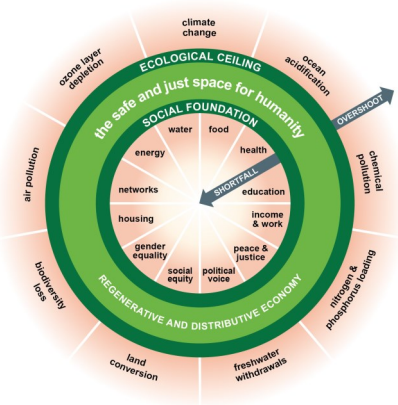 climate
change
ocean
acidification
chemical
pollution
nitrogen &
phosphorus loading
freshwater
withdrawals
land
conversion
biodiversity
loss
air pollution
ozone layer
depletion
OVERSHOOT
ECOLOGICAL CEILING
the safe and just space for humanity
SOCIAL FOUNDATION
water
food
health
SHORTFALL
education
income
& work
peace &
justice
political
voice
social
equity
gender
equality
housing
networks
energy
REGENERATIVE AND DISTRIBUTIVE ECONOMY